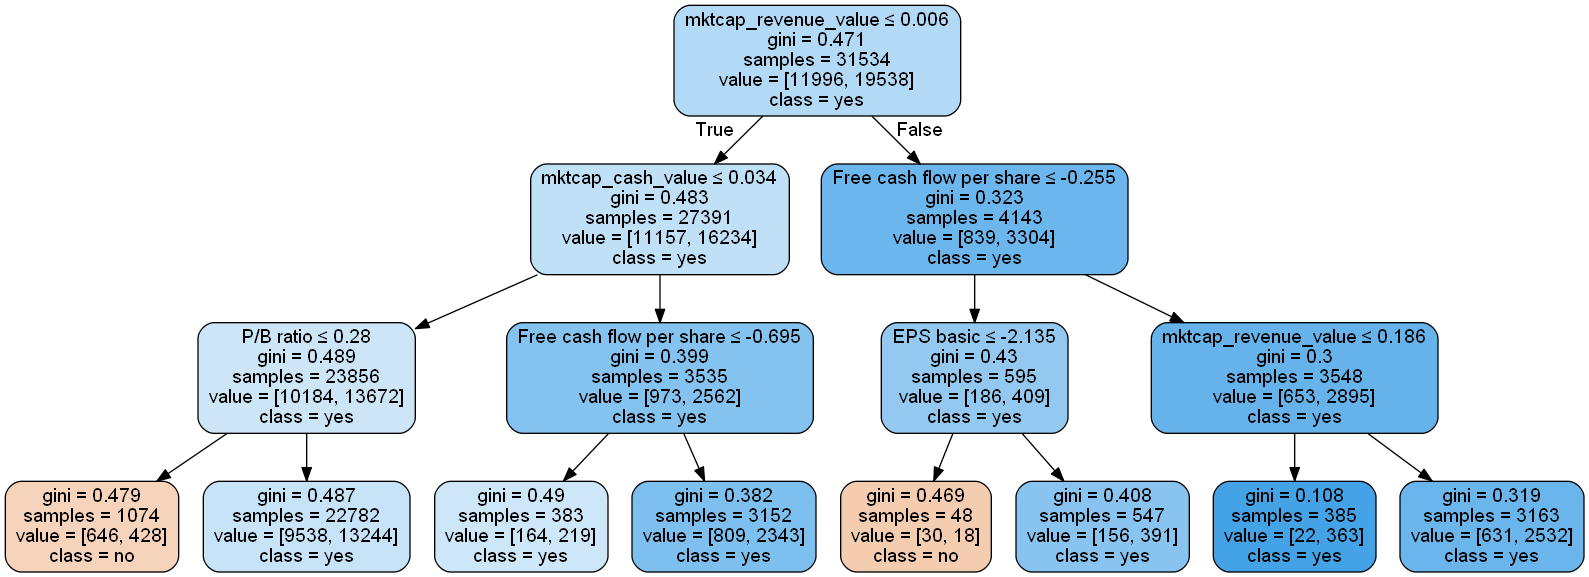 mktcap_revenue_value ≤ 0.006
gini = 0.471
samples = 31534
value = [11996, 19538]
class = yes
True
False
mktcap_cash_value ≤ 0.034
gini = 0.483
samples = 27391
value = [11157, 16234]
class = yes
Free cash flow per share ≤ -0.255
gini = 0.323
samples = 4143
value = [839, 3304]
class = yes
P/B ratio ≤ 0.28
gini = 0.489
samples = 23856
value = [10184, 13672]
class = yes
Free cash flow per share ≤ -0.695
gini = 0.399
samples = 3535
value = [973, 2562]
class = yes
EPS basic ≤ -2.135
gini = 0.43
samples = 595
value = [186, 409]
class = yes
mktcap_revenue_value ≤ 0.186
gini = 0.3
samples = 3548
value = [653, 2895]
class = yes
gini = 0.479
samples = 1074
value = [646, 428]
class = no
gini = 0.487
samples = 22782
value = [9538, 13244]
class = yes
gini = 0.49
samples = 383
value = [164, 219]
class = yes
gini = 0.382
samples = 3152
value = [809, 2343]
class = yes
gini = 0.469
samples = 48
value = [30, 18]
class = no
gini = 0.408
samples = 547
value = [156, 391]
class = yes
gini = 0.108
samples = 385
value = [22, 363]
class = yes
gini = 0.319
samples = 3163
value = [631, 2532]
class = yes